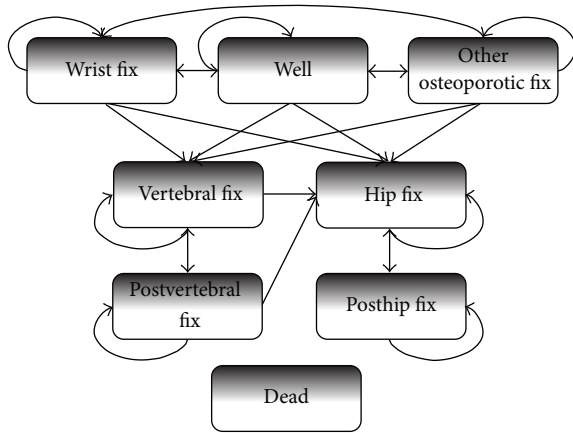 Wrist fix
Well
Other
osteoporotic fix
Vertebral fix
Hip fix
Postvertebral
fix
Posthip fix
Dead